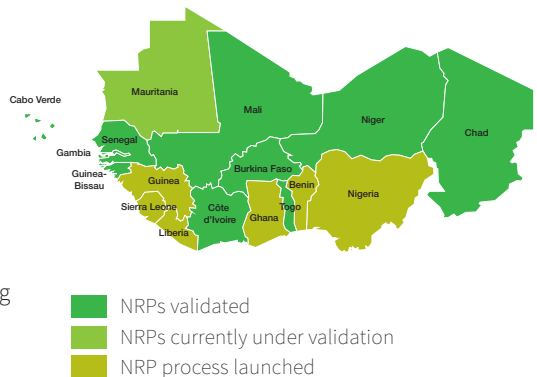 Mauritania
Cabo Verde
Mali
Niger
Chad
Senegal
Gambia
Guinea-
Bissau
Guinea
Burkina Faso
Benin
Nigeria
Sierra Leone
Côte
d'Ivoire
Ghana
Togo
Liberia
g
NRPs validated
NRPs currently under validation
NRP process launched